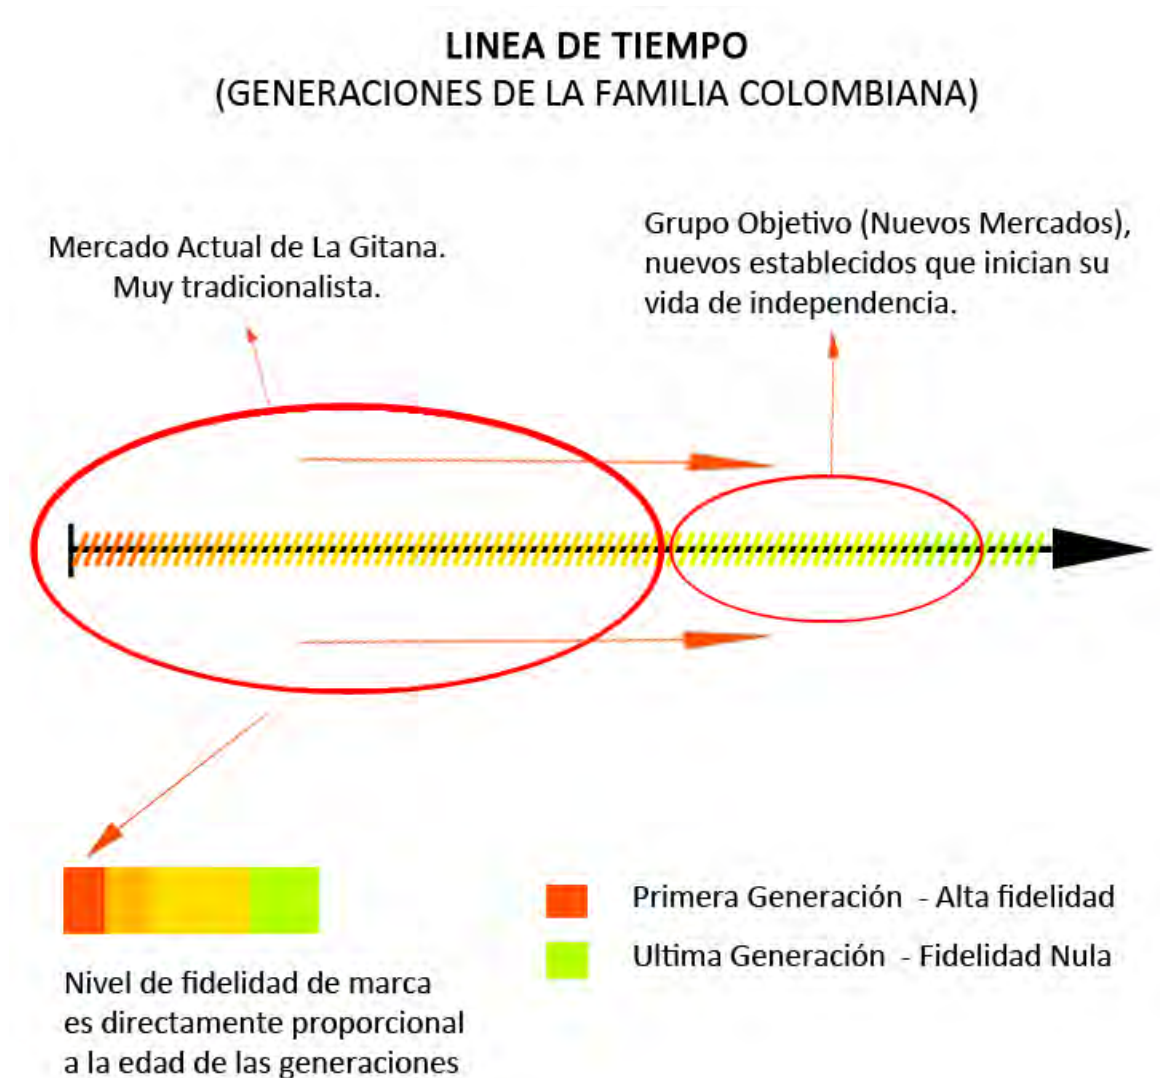 LINEA DE TIEMPO
(GENERACIONES DE LA FAMILIA COLOMBIANA)
Mercado Actual de La Gitana.
Muy tradicionalista.
Grupo Objetivo (Nuevos Mercados),
nuevos establecidos que inician su
vida de independencia.
Nivel de fidelidad de marca
es directamente proporcional
a la edad de las generaciones
Primera Generación - Alta fidelidad
Ultima Generación - Fidelidad Nula